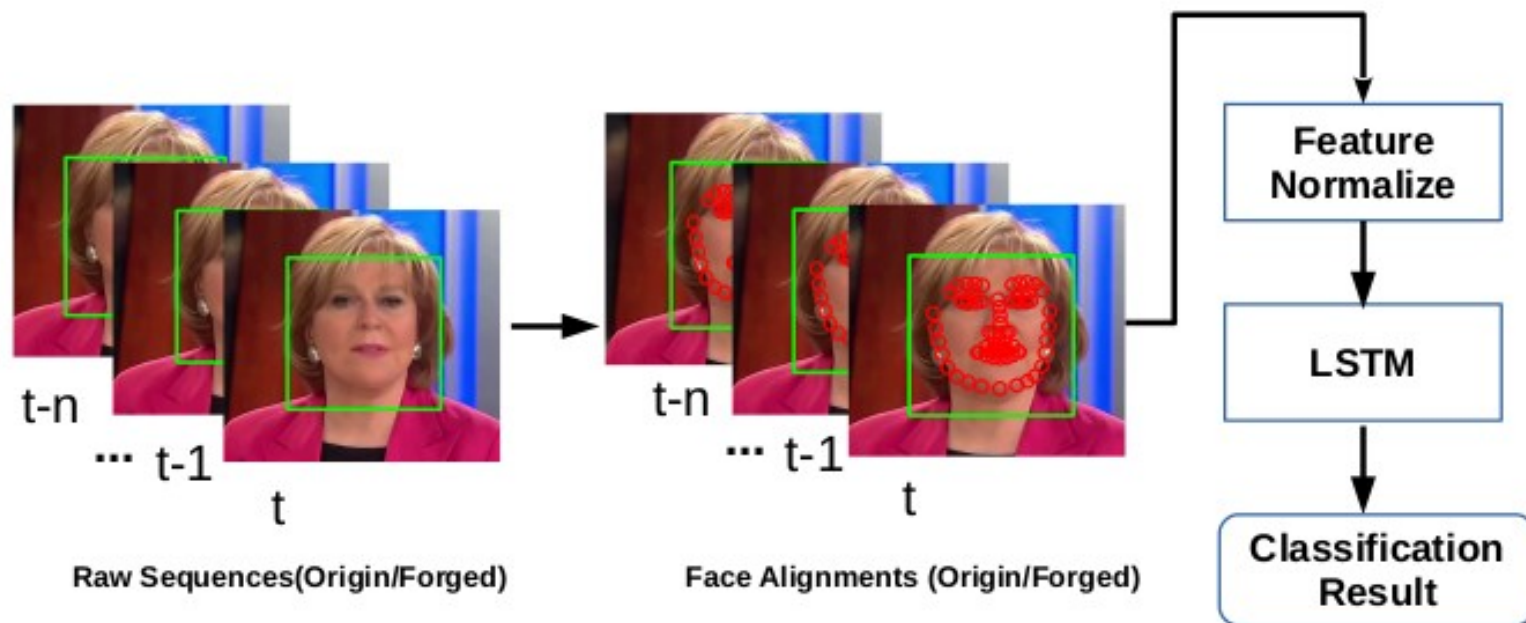 t-n
...
t-1
t
Raw Sequences(Origin/Forged)
t-n
...
t-1
t
Face Alignments (Origin/Forged)
Feature
Normalize
LSTM
Classification
Result